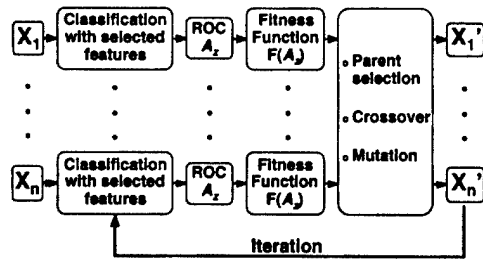 X1
Classification
with selected
features
ROC
Az
Fitness
Function
F(Az)
Parent
selection
Crossover
Mutation
X1'
Xn
Classification
with selected
features
ROC
Az
Fitness
Function
F(Az)
Xn'
Iteration